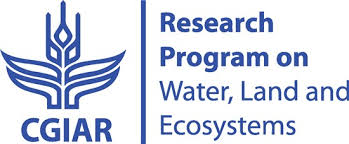 CGIAR
Research
Program on
Water, Land and
Ecosystems